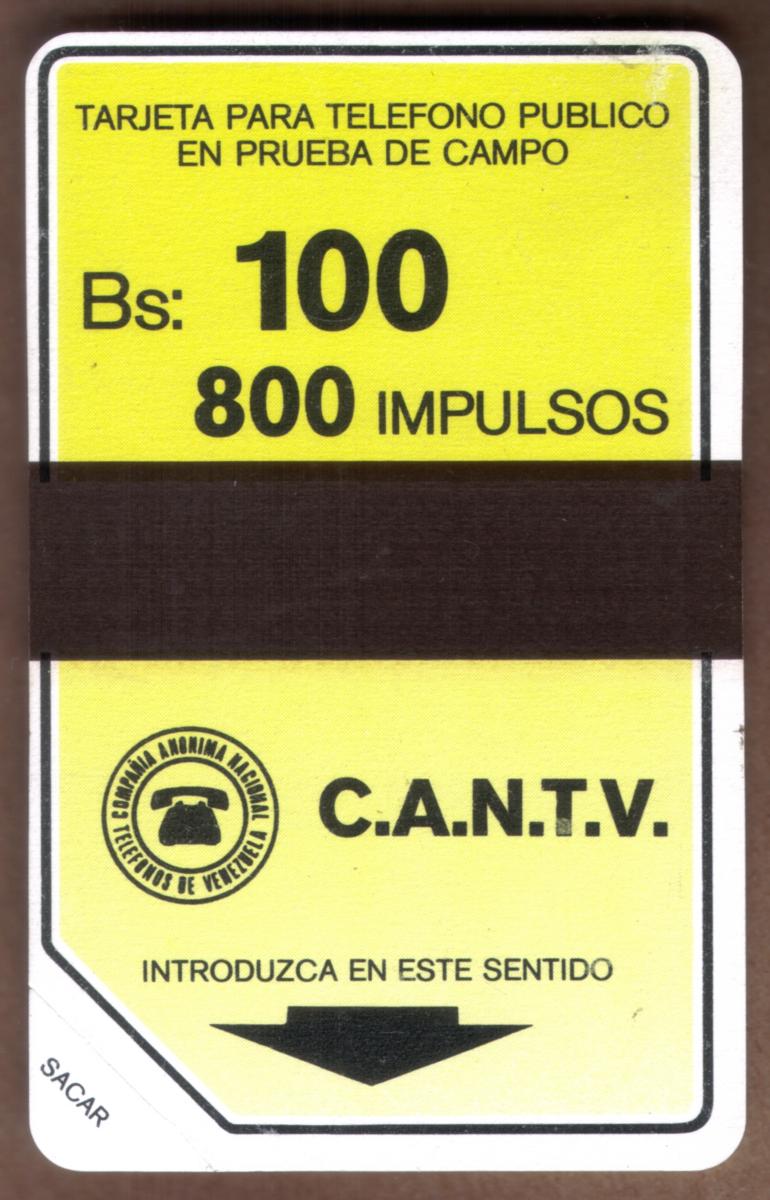 TARJETA PARA TELEFONO PUBLICO
EN PRUEBA DE CAMPO
Bs: 100
800 IMPULSOS
COMPAÑIA ANONIMA NACIONAL
TELEFONOS DE VENEZUELA
C.A.N.T.V.
INTRODUZCA EN ESTE SENTIDO
SACAR